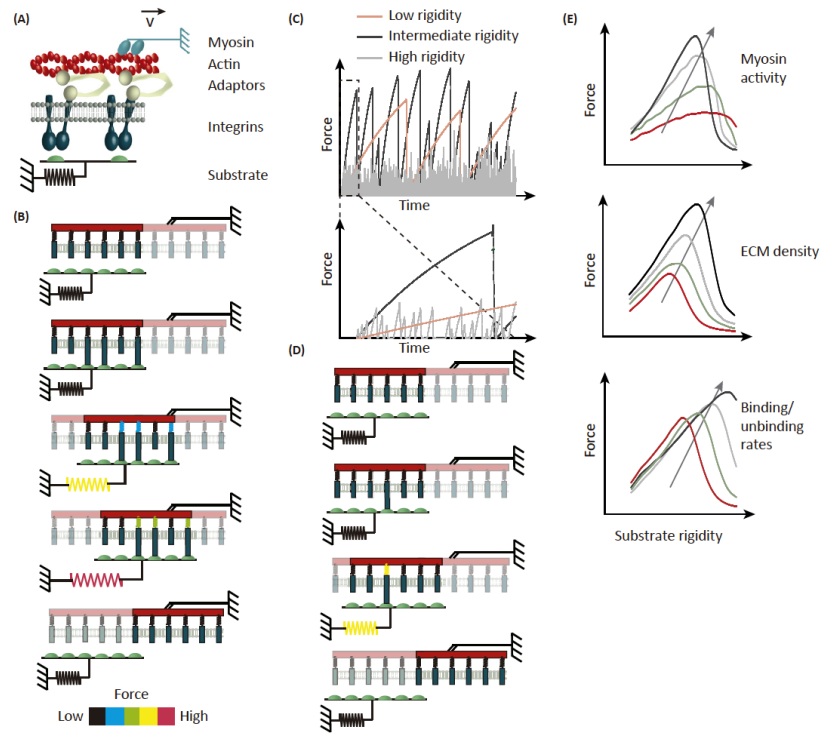 (A)
V
Myosin
Actin
Adaptors
Integrins
Substrate
(B)
Force
Low
High
(C)
Low rigidity
Intermediate rigidity
High rigidity
Force
Time
Force
Time
(D)
(E)
Force
Myosin
activity
Force
ECM density
Force
Binding/
unbinding
rates
Substrate rigidity